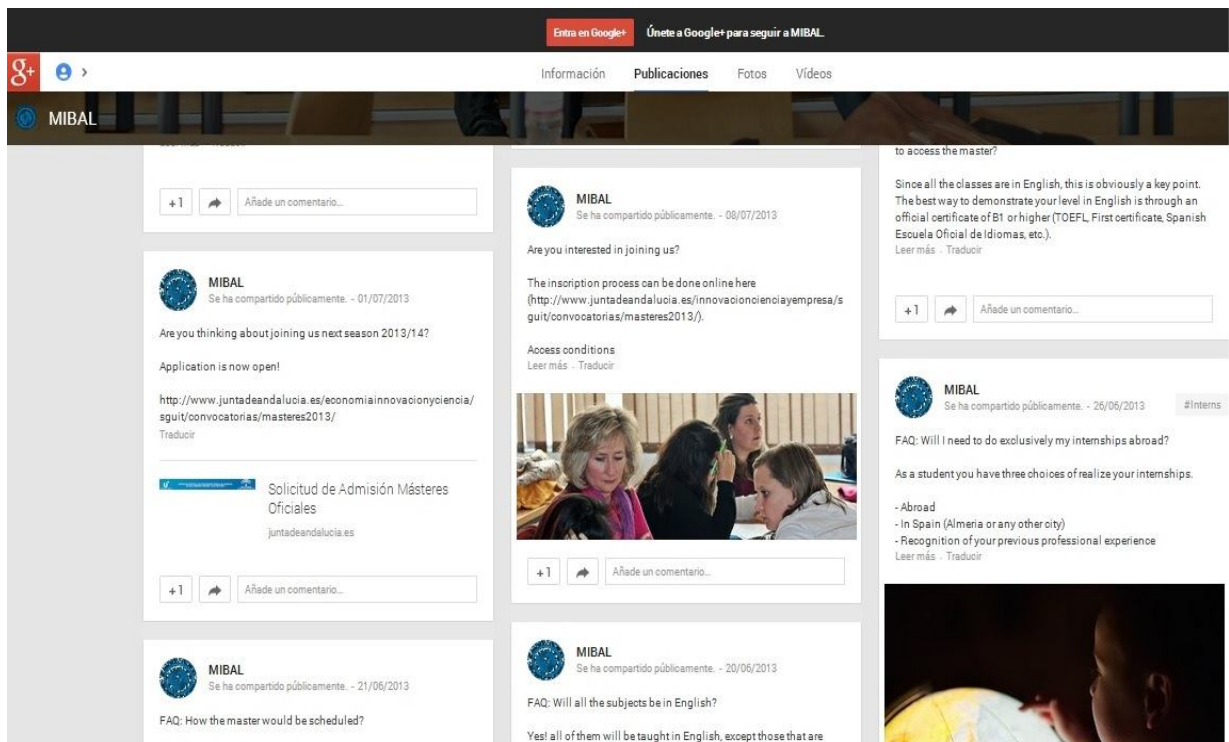 Entra en Google+ Únete a Google+ para seguir a MIBAL.
g+
Información Publicaciones Fotos Vídeos
MIBAL
+1 Añade un comentario...
MIBAL
Se ha compartido públicamente. - 01/07/2013
Are you thinking about joining us next season 2013/14?
Application is now open!
http://www.juntadeandalucia.es/economiainnovacionyciencia/
sguit/convocatorias/masteres2013/
Traducir
Solicitud de Admisión Másteres
Oficiales
juntadeandalucia.es
+1 Añade un comentario...
MIBAL
Se ha compartido públicamente. - 21/06/2013
FAQ: How the master would be scheduled?
MIBAL
Se ha compartido públicamente. - 08/07/2013
Are you interested in joining us?
The inscription process can be done online here
(http://www.juntadeandalucia.es/innovacioncienciayempresa/s
guit/convocatorias/masteres2013/).
Access conditions
Leer más - Traducir
+1 Añade un comentario...
MIBAL
Se ha compartido públicamente. - 20/06/2013
FAQ: Will all the subjects be in English?
Yes! all of them will be taught in English, except those that are
to access the master?
Since all the classes are in English, this is obviously a key point.
The best way to demonstrate your level in English is through an
official certificate of B1 or higher (TOEFL, First certificate, Spanish
Escuela Oficial de Idiomas, etc.).
Leer más - Traducir
+1 Añade un comentario...
MIBAL
Se ha compartido públicamente. - 26/06/2013 #Interns
FAQ: Will I need to do exclusively my internships abroad?
As a student you have three choices of realize your internships.
- Abroad
- In Spain (Almeria or any other city)
- Recognition of your previous professional experience
Leer más - Traducir